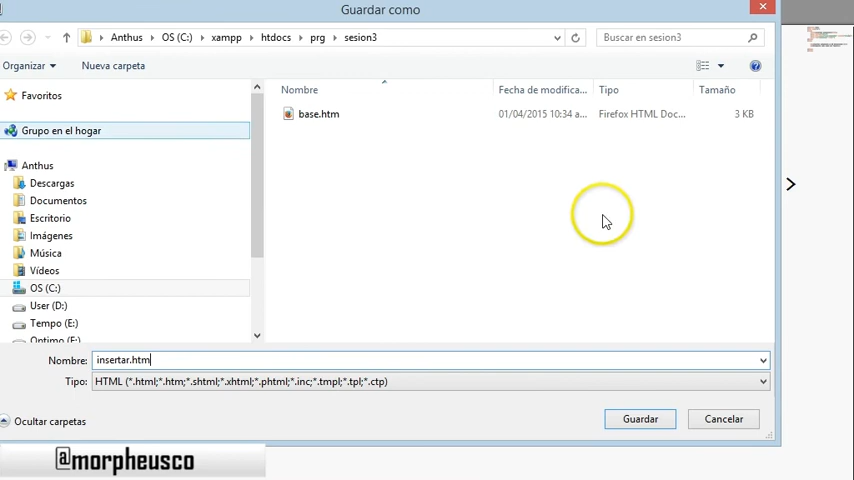 Guardar como
Anthus OS (C:) xampp htdocs prg sesion3
Buscar en sesion3
Organizar Nueva carpeta
Favoritos
Grupo en el hogar
Anthus
Descargas
Documentos
Escritorio
Imágenes
Música
Vídeos
OS (C:)
User (D:)
Tempo (E:)
Nombre Fecha de modifica... Tipo Tamaño
base.htm 01/04/2015 10:34 a... Firefox HTML Doc... 3 KB
Nombre: insertar.htm
Tipo: HTML (*.html;*.htm;*.shtml;*.xhtml;*.phtml;*.inc;*.tmpl;*.tpl;*.ctp)
Ocultar carpetas
Guardar Cancelar
@morpheusco